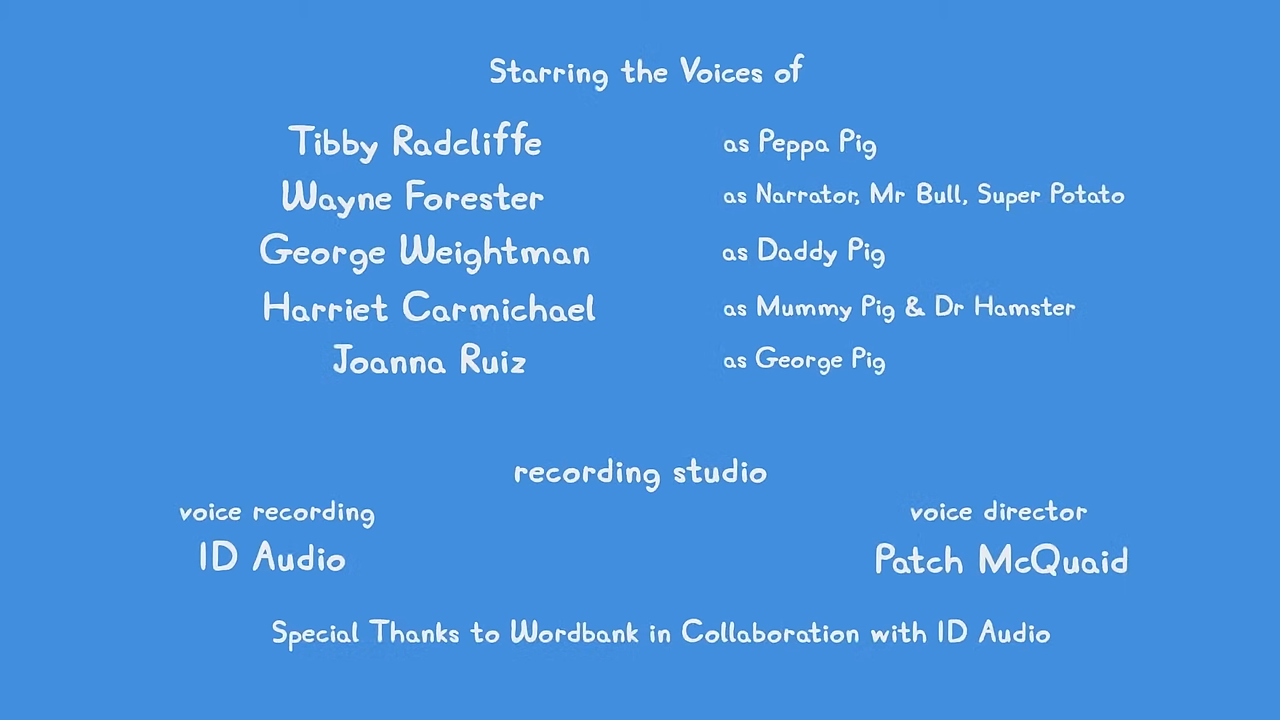 Starring the Voices of
Tibby Radcliffe as Peppa Pig
Wayne Forester as Narrator, Mr Bull, Super Potato
George Weightman as Daddy Pig
Harriet Carmichael as Mummy Pig & Dr Hamster
Joanna Ruiz as George Pig
recording studio
voice recording voice director
ID Audio Patch McQuaid
Special Thanks to Wordbank in Collaboration with ID Audio